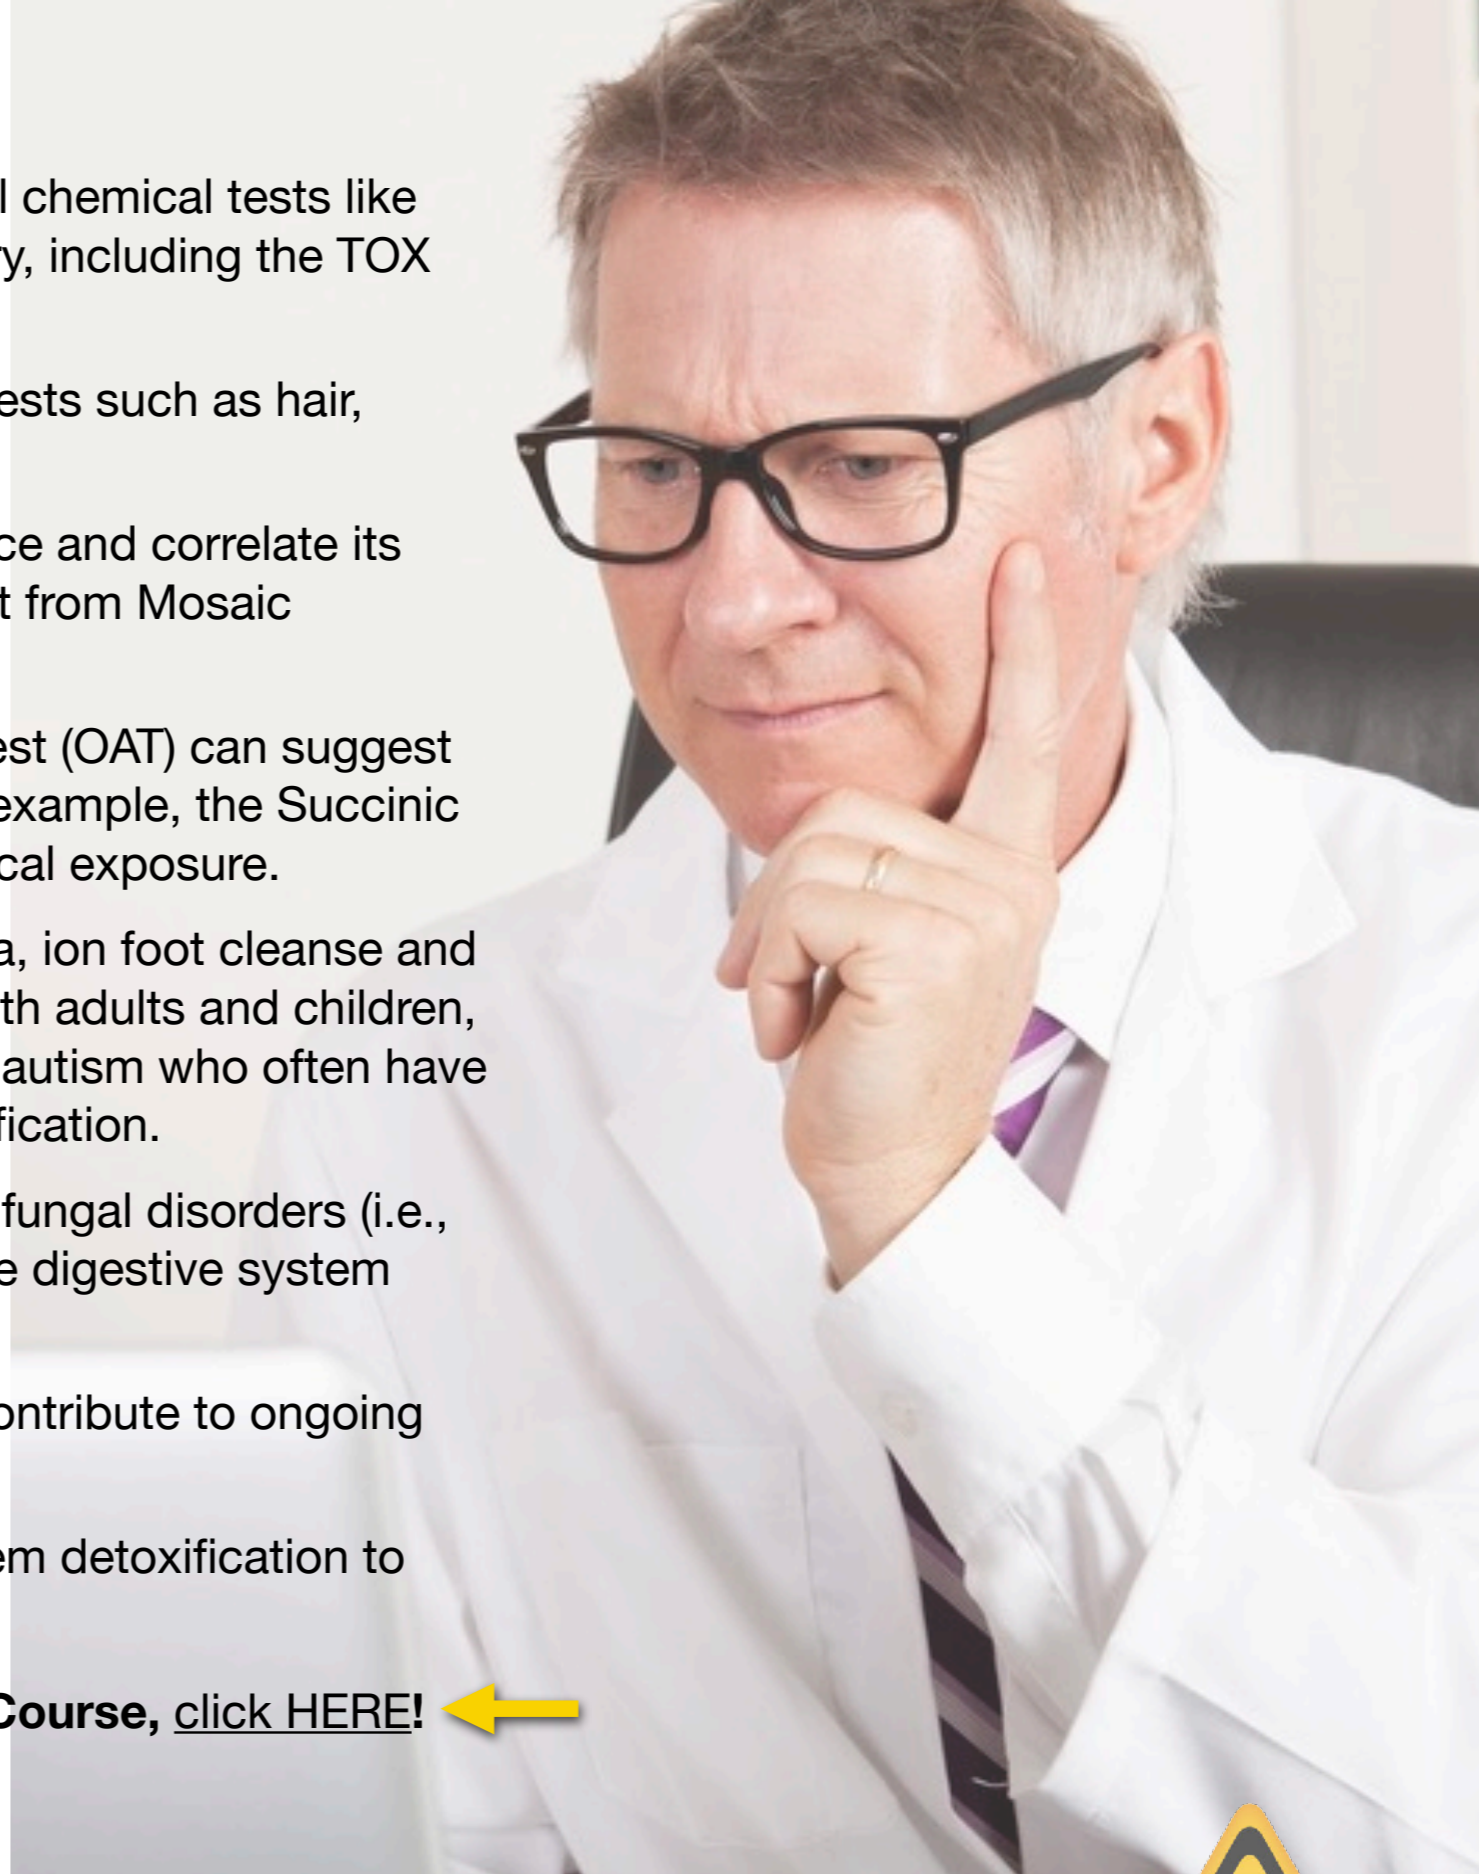 l chemical tests like
ry, including the TOX
ests such as hair,
ce and correlate its
t from Mosaic
est (OAT) can suggest
example, the Succinic
cal exposure.
a, ion foot cleanse and
th adults and children,
autism who often have
fication.
fungal disorders (i.e.,
e digestive system
ontribute to ongoing
em detoxification to
Course, click HERE!